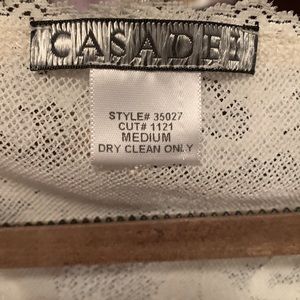 CASADEI
STYLE# 35027
CUT# 1121
MEDIUM
DRY CLEAN ONLY